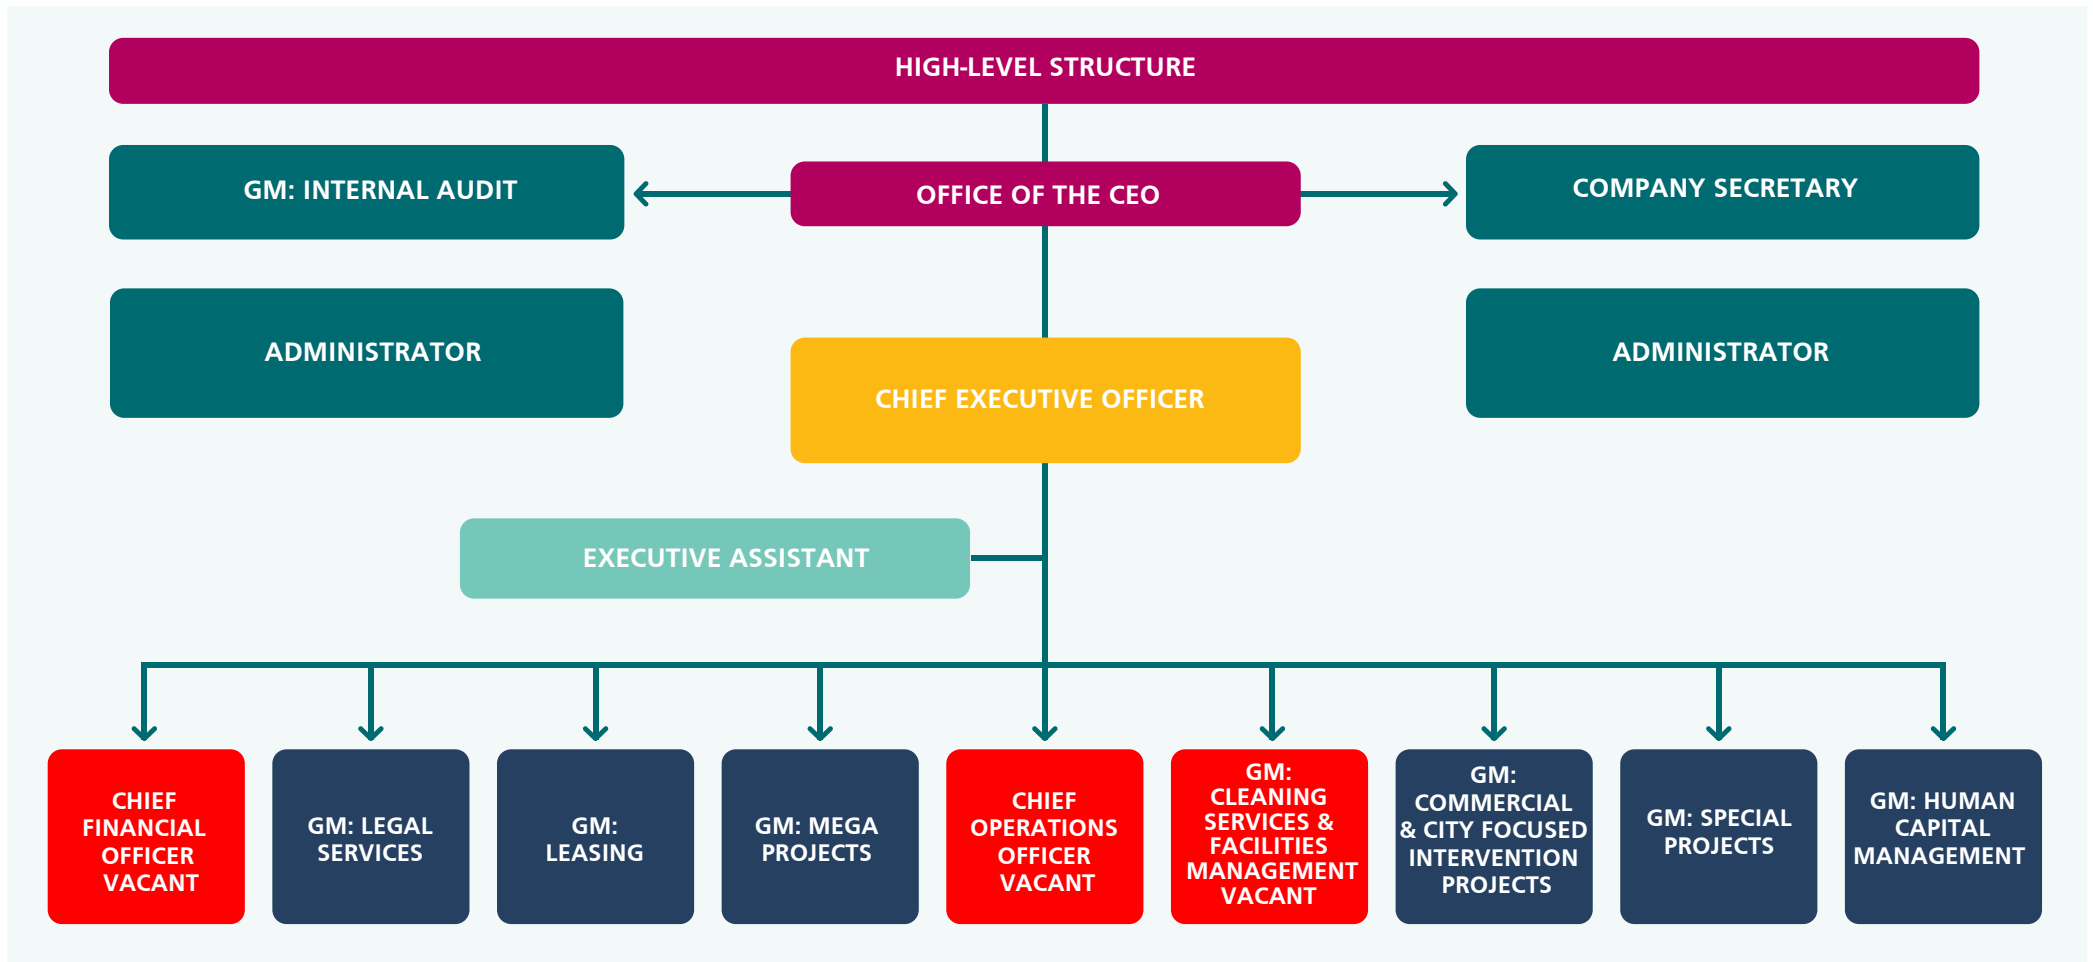 HIGH-LEVEL STRUCTURE
GM: INTERNAL AUDIT
OFFICE OF THE CEO
COMPANY SECRETARY
ADMINISTRATOR
CHIEF EXECUTIVE OFFICER
ADMINISTRATOR
EXECUTIVE ASSISTANT
CHIEF
FINANCIAL
OFFICER
VACANT
GM: LEGAL
SERVICES
GM:
LEASING
GM: MEGA
PROJECTS
CHIEF
OPERATIONS
OFFICER
VACANT
GM:
CLEANING
SERVICES &
FACILITIES
MANAGEMENT
VACANT
GM:
COMMERCIAL
& CITY FOCUSED
INTERVENTION
PROJECTS
GM: SPECIAL
PROJECTS
GM: HUMAN
CAPITAL
MANAGEMENT